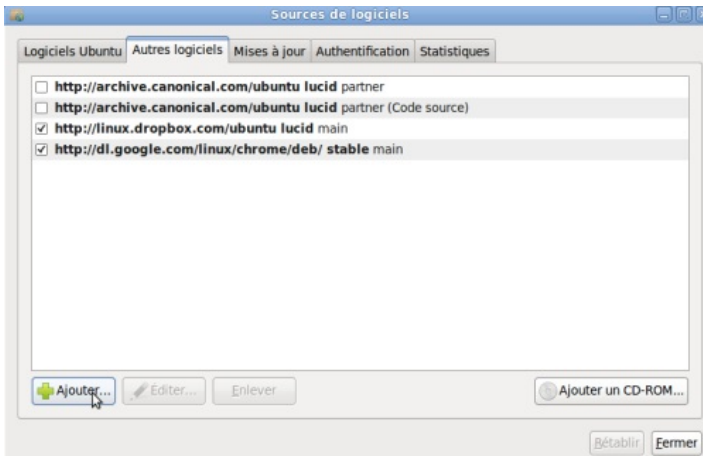 Sources de logiciels
Logiciels Ubuntu Autres logiciels Mises à jour Authentification Statistiques
http://archive.canonical.com/ubuntu lucid partner
http://archive.canonical.com/ubuntu lucid partner (Code source)
http://linux.dropbox.com/ubuntu lucid main
http://dl.google.com/linux/chrome/deb/ stable main
Ajouter... Éditer... Enlever Ajouter un CD-ROM...
Rétablir Fermer